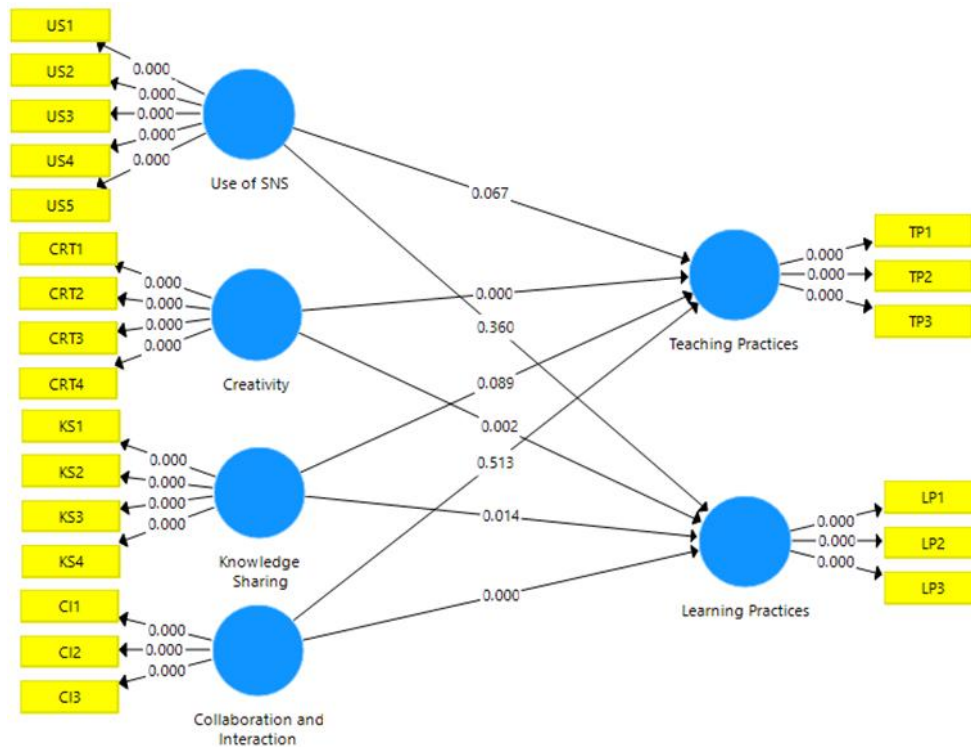 US1
US2
US3
US4
US5
0.000
0.000
0.000
0.000
0.000
Use of SNS
CRT1
CRT2
CRT3
CRT4
0.000
0.000
0.000
0.000
Creativity
KS1
KS2
KS3
KS4
0.000
0.000
0.000
0.000
Knowledge
Sharing
CI1
CI2
CI3
0.000
0.000
0.000
Collaboration and
Interaction
0.067
0.360
0.000
0.002
0.089
0.014
0.513
0.000
Teaching Practices
0.000
0.000
0.000
TP1
TP2
TP3
Learning Practices
0.000
0.000
0.000
LP1
LP2
LP3